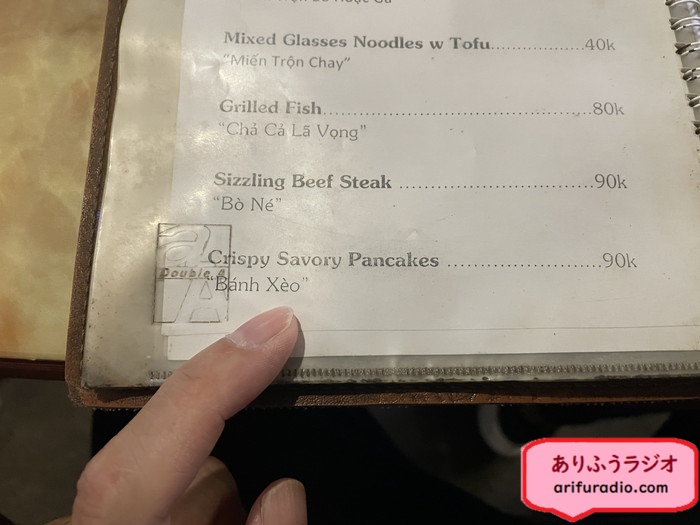 Mixed Glasses Noodles w Tofu..................40k
“Miến Trộn Chay”
Grilled Fish.....................................................80k
“Chả Cá Lã Vọng”
Sizzling Beef Steak ......................................90k
“Bò Né”
Crispy Savory Pancakes ..............................90k
“Bánh Xèo”
Double A
ありふうラジオ
arifuradio.com